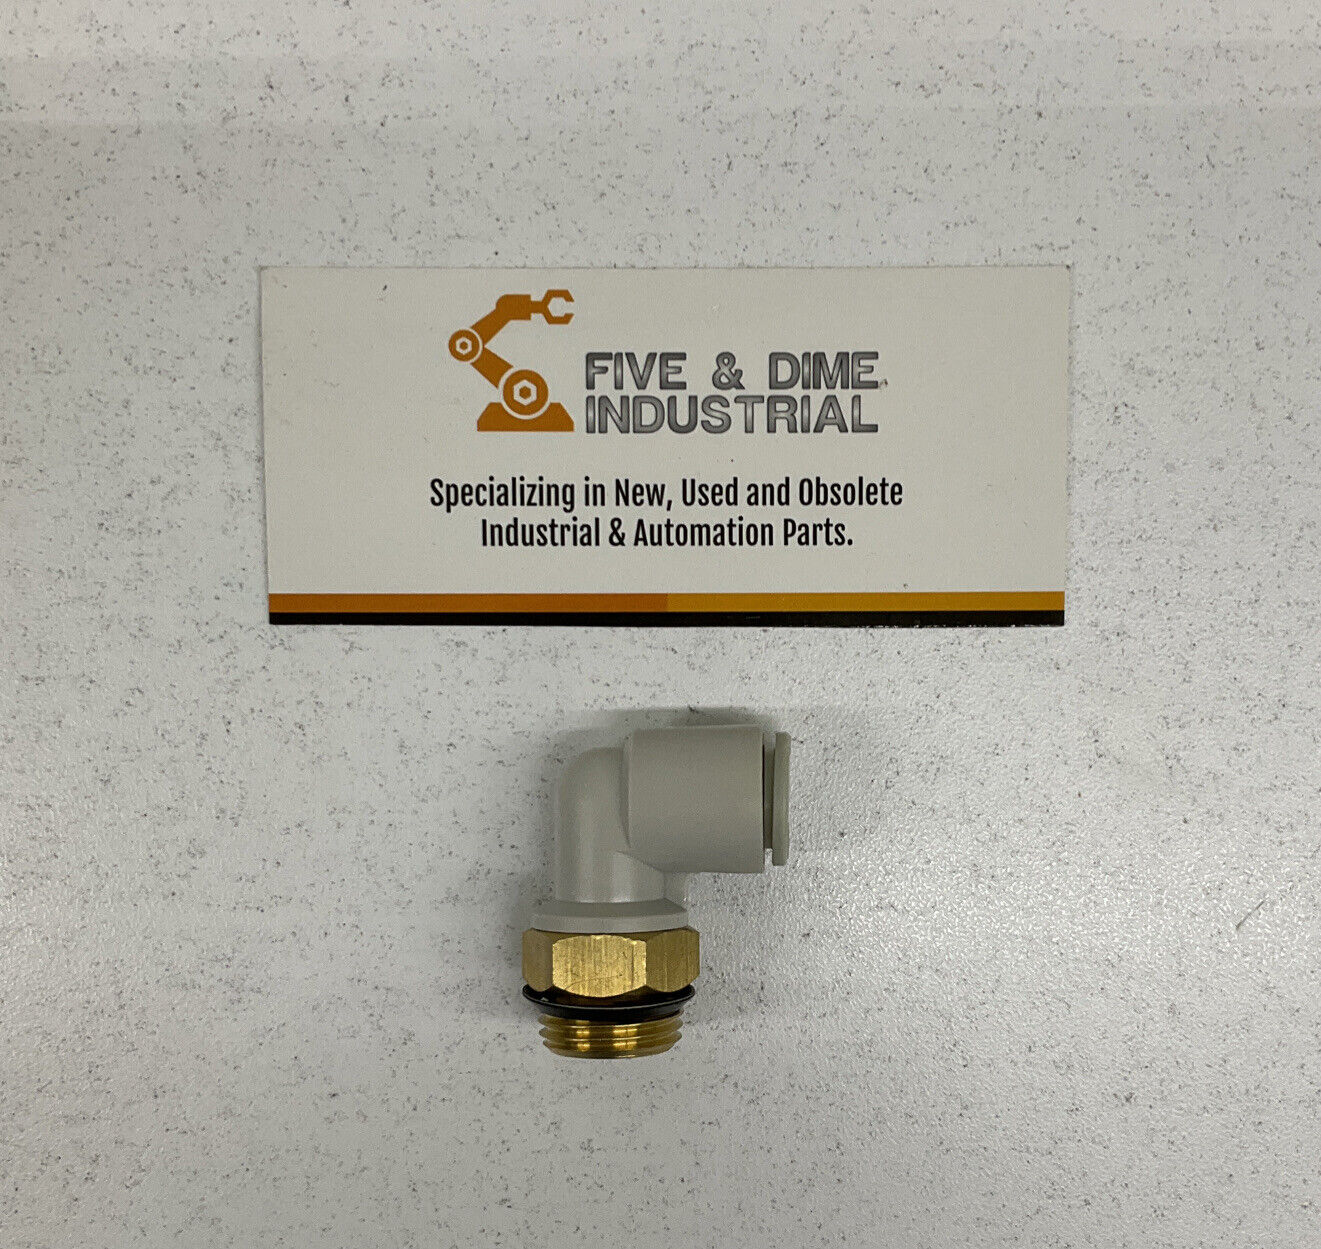 FIVE & DIME
INDUSTRIAL
Specializing in New, Used and Obsolete
Industrial & Automation Parts.